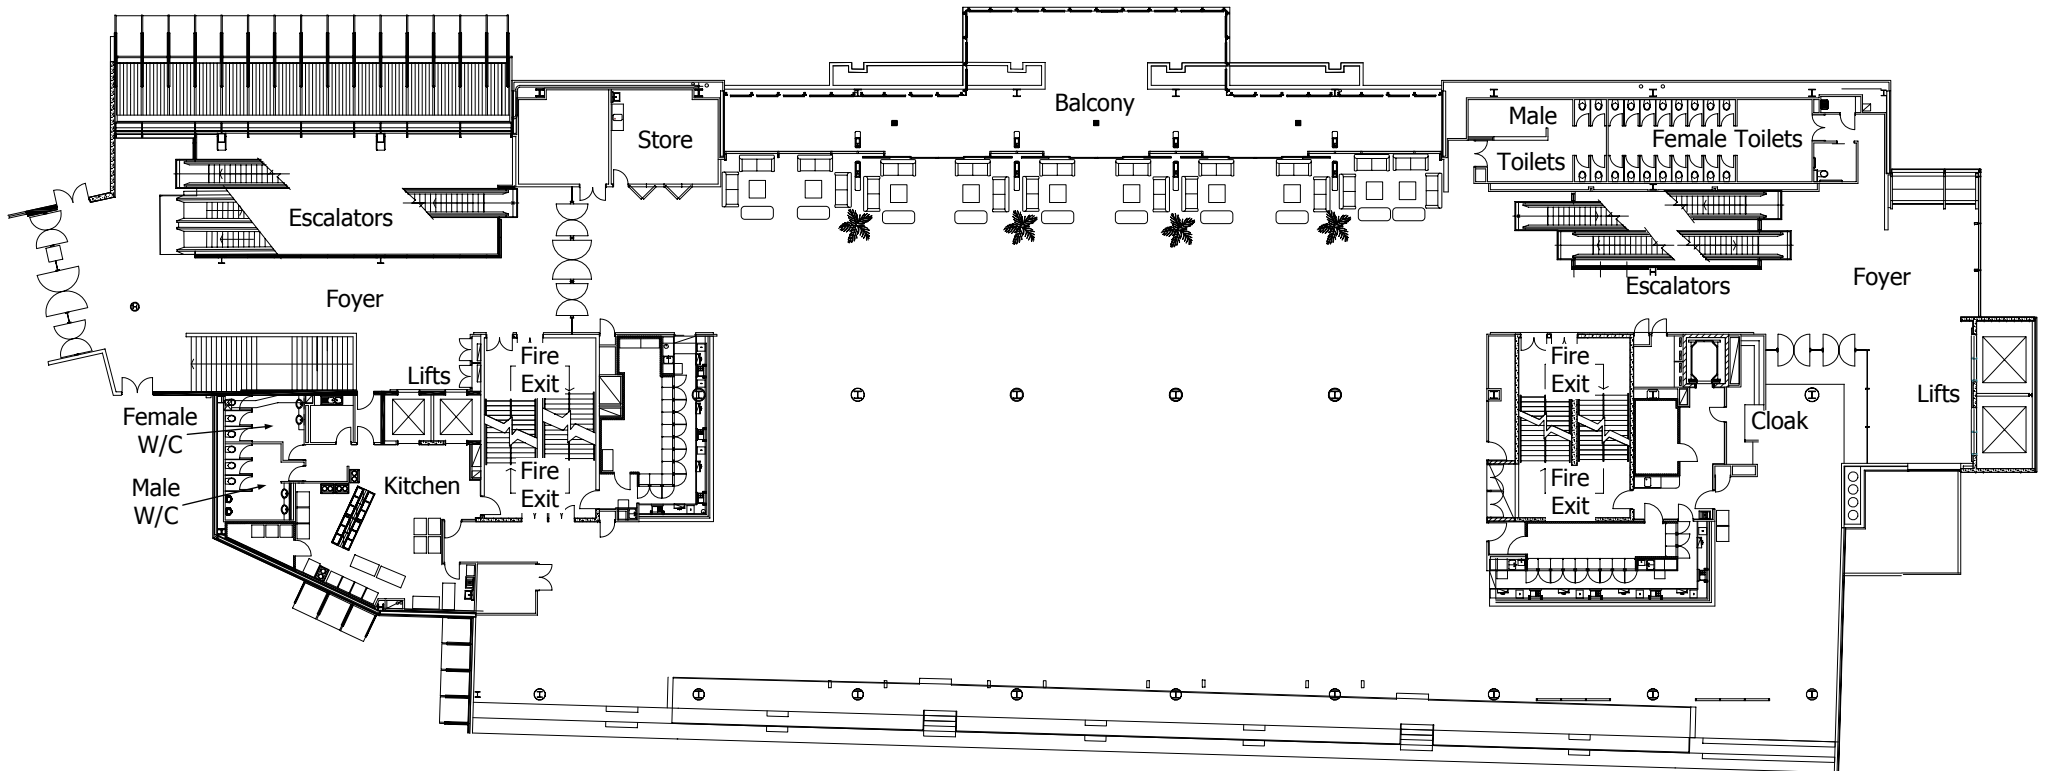 Balcony
Store
Male
Toilets
Female Toilets
Escalators
Escalators
Foyer
Foyer
Lifts
Fire
Exit
Fire
Exit
Female
W/C
Male
W/C
Kitchen
Fire
Exit
Fire
Exit
Cloak
Lifts